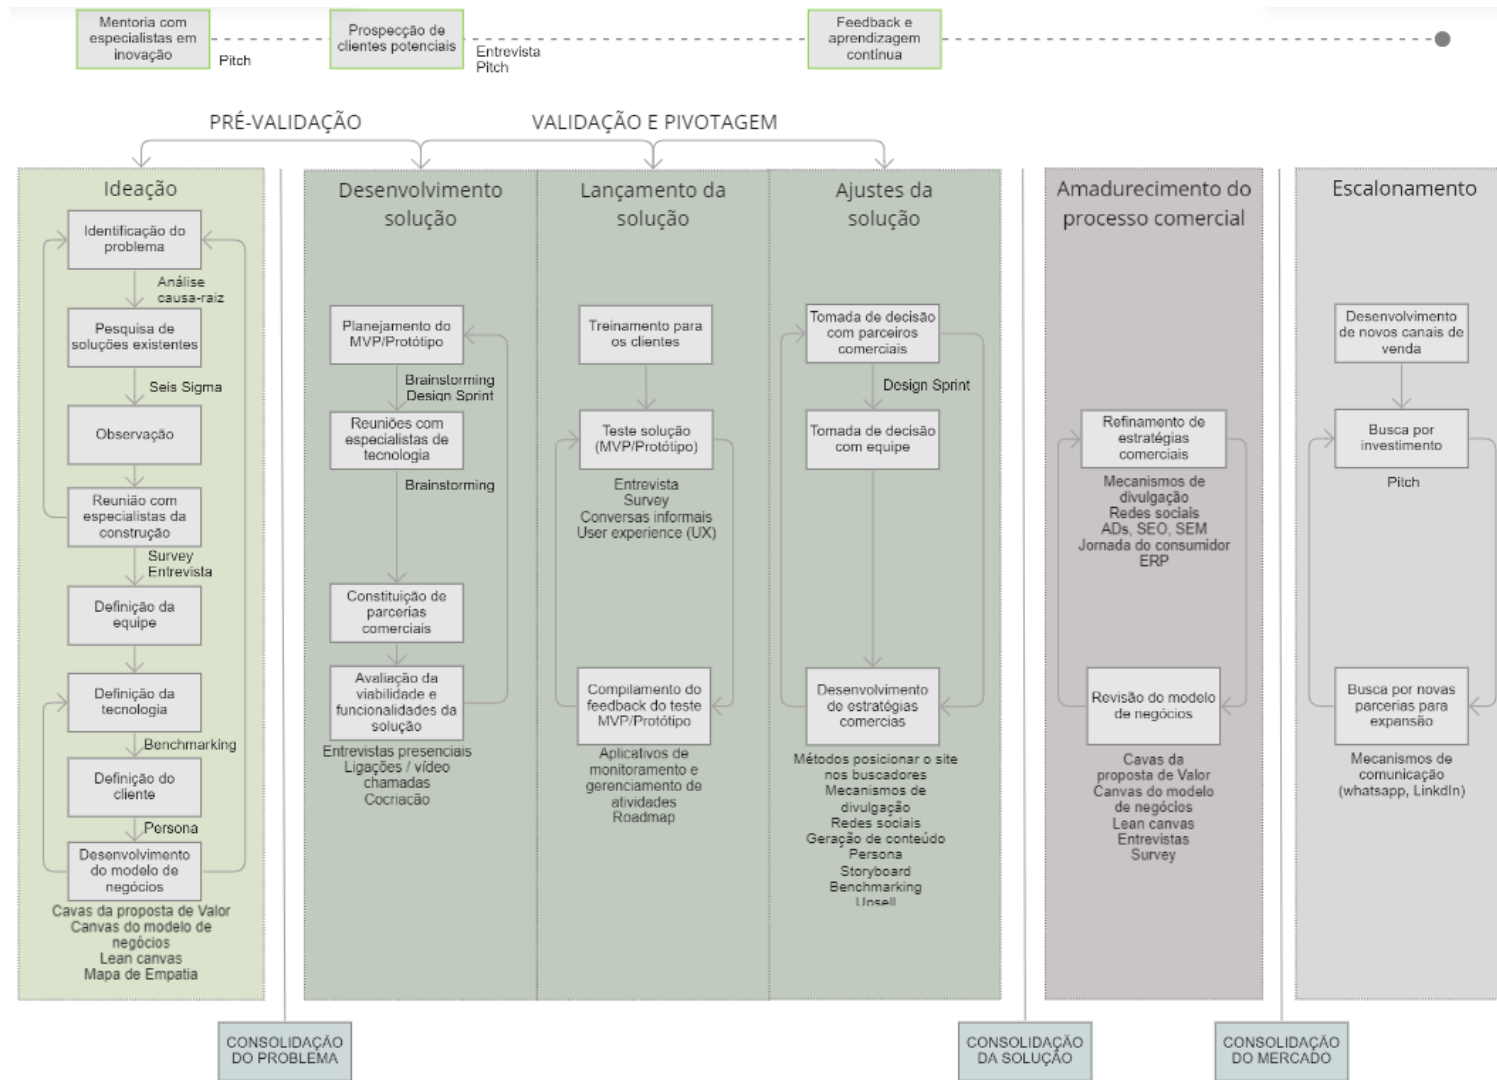 Mentoria com
especialistas em
inovação
Pitch
Prospecção de
clientes potenciais
Entrevista
Pitch
Feedback e
aprendizagem
contínua
PRÉ-VALIDAÇÃO
VALIDAÇÃO E PIVOTAGEM
Ideação
Identificação do
problema
Análise
causa-raiz
Pesquisa de
soluções existentes
Seis Sigma
Observação
Reunião com
especialistas da
construção
Survey
Entrevista
Definição da
equipe
Definição da
tecnologia
Benchmarking
Definição do
cliente
Persona
Desenvolvimento
do modelo de
negócios
Cavas da proposta de Valor
Canvas do modelo de
negócios
Lean canvas
Mapa de Empatia
Desenvolvimento
solução
Planejamento do
MVP/Protótipo
Brainstorming
Design Sprint
Reuniões com
especialistas de
tecnologia
Brainstorming
Constituição de
parcerias
comerciais
Avaliação da
viabilidade e
funcionalidades da
solução
Entrevistas presenciais
Ligações / vídeo
chamadas
Cocriação
Lançamento da
solução
Treinamento para
os clientes
Teste solução
(MVP/Protótipo)
Entrevista
Survey
Conversas informais
User experience (UX)
Compilamento do
feedback do teste
MVP/Protótipo
Aplicativos de
monitoramento e
gerenciamento de
atividades
Roadmap
Ajustes da
solução
Tomada de decisão
com parceiros
comerciais
Design Sprint
Tomada de decisão
com equipe
Desenvolvimento
de estratégias
comercias
Métodos posicionar o site
nos buscadores
Mecanismos de
divulgação
Redes sociais
Geração de conteúdo
Persona
Storyboard
Benchmarking
Upsell
Amadurecimento do
processo comercial
Refinamento de
estratégias
comerciais
Mecanismos de
divulgação
Redes sociais
ADs, SEO, SEM
Jornada do consumidor
ERP
Revisão do modelo
de negócios
Cavas da
proposta de Valor
Canvas do modelo
de negócios
Lean canvas
Entrevistas
Survey
Escalonamento
Desenvolvimento
de novos canais de
venda
Busca por
investimento
Pitch
Busca por novas
parcerias para
expansão
Mecanismos de
comunicação
(whatsapp, LinkdIn)
CONSOLIDAÇÃO
DO PROBLEMA
CONSOLIDAÇÃO
DA SOLUÇÃO
CONSOLIDAÇÃO
DO MERCADO